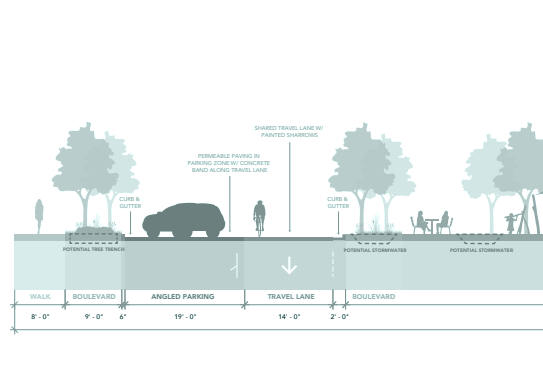 SHARED TRAVEL LANE W/
PAINTED SHARROWS
PERMEABLE PAVING IN
PARKING ZONE W/ CONCRETE
BAND ALONG TRAVEL LANE
CURB &
GUTTER
CURB &
GUTTER
POTENTIAL TREE TRENCH
POTENTIAL STORMWATER
POTENTIAL STORMWATER
WALK
BOULEVARD
ANGLED PARKING
TRAVEL LANE
BOULEVARD
8' - 0"
9' - 0"
6"
19' - 0"
14' - 0"
2' - 0"